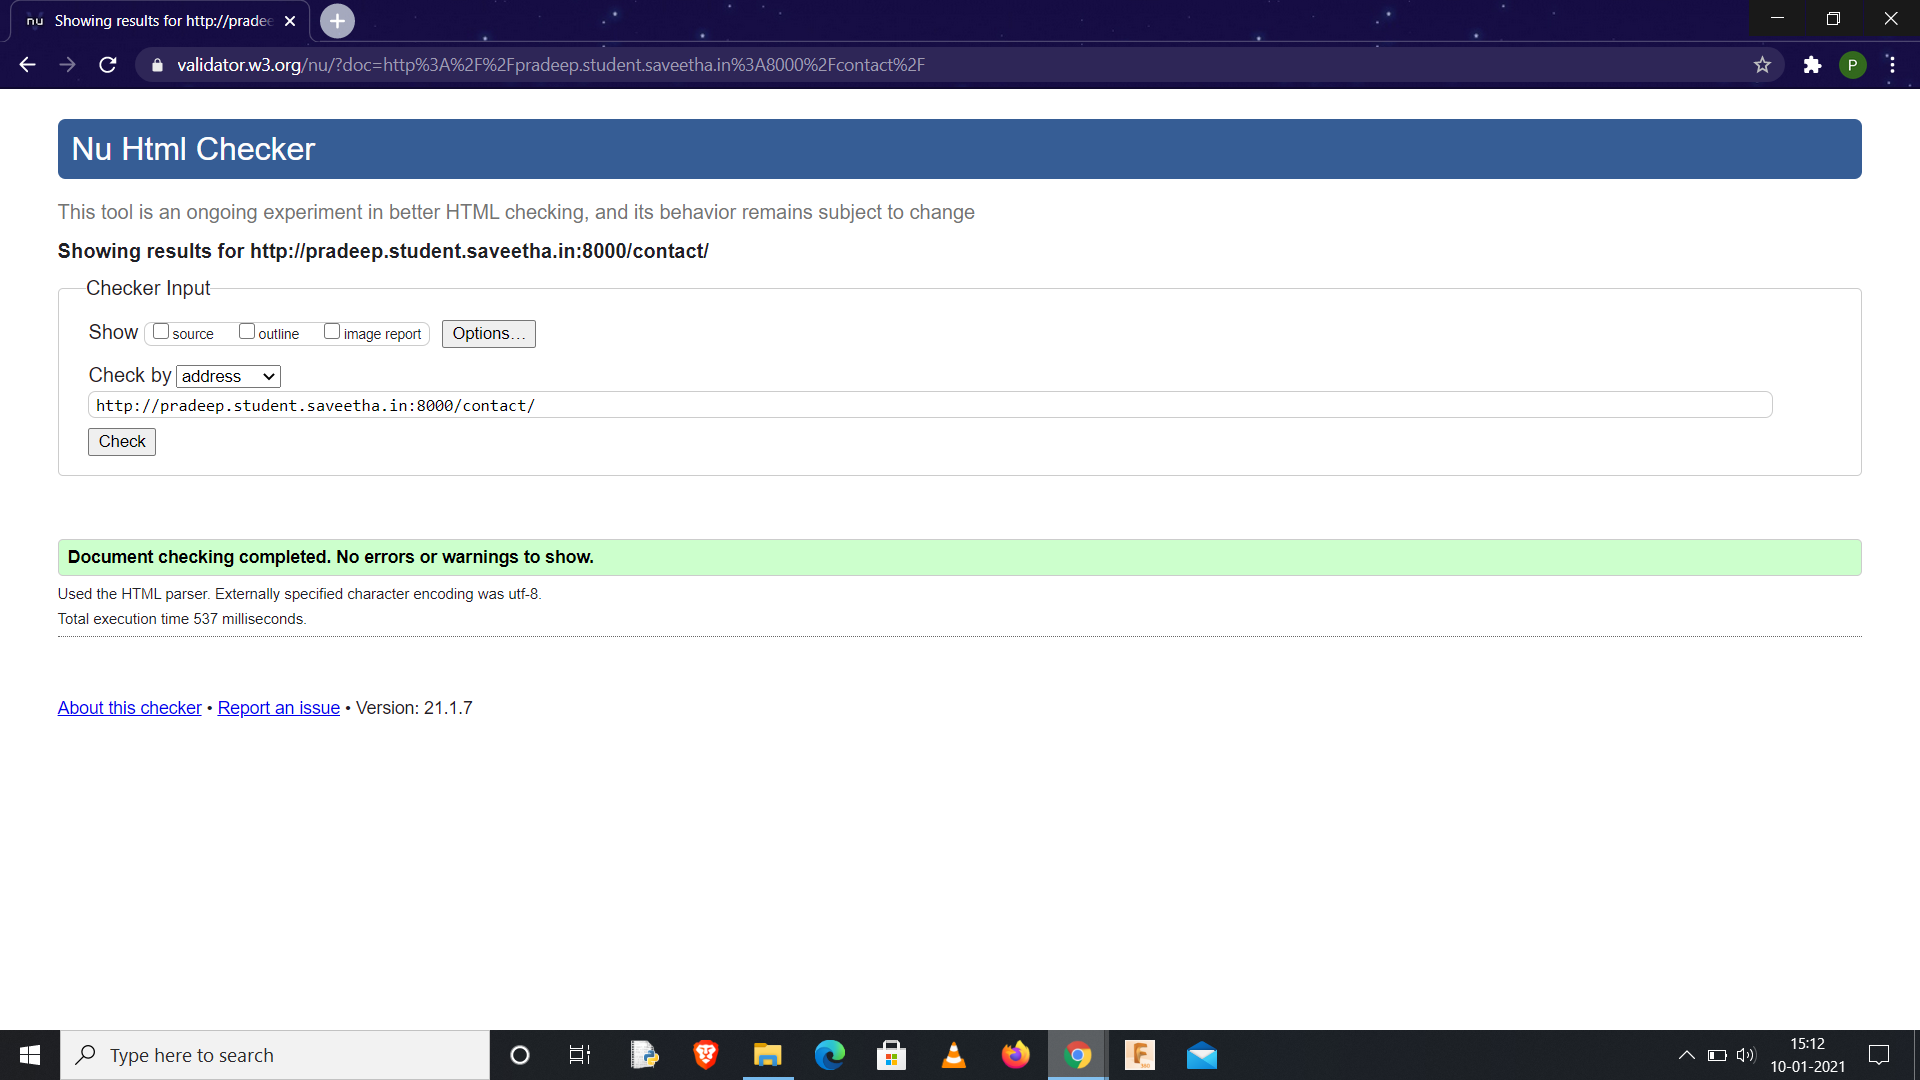 nu Showing results for http://prade
validator.w3.org/nu/?doc=http%3A%2F%2Fpradeep.student.saveetha.in%3A8000%2Fcontact%2F
P
Nu Html Checker
This tool is an ongoing experiment in better HTML checking, and its behavior remains subject to change
Showing results for http://pradeep.student.saveetha.in:8000/contact/
Checker Input
Show source outline image report Options...
Check by address
http://pradeep.student.saveetha.in:8000/contact/
Check
Document checking completed. No errors or warnings to show.
Used the HTML parser. Externally specified character encoding was utf-8.
Total execution time 537 milliseconds.
About this checker • Report an issue • Version: 21.1.7
Type here to search
15:12
10-01-2021